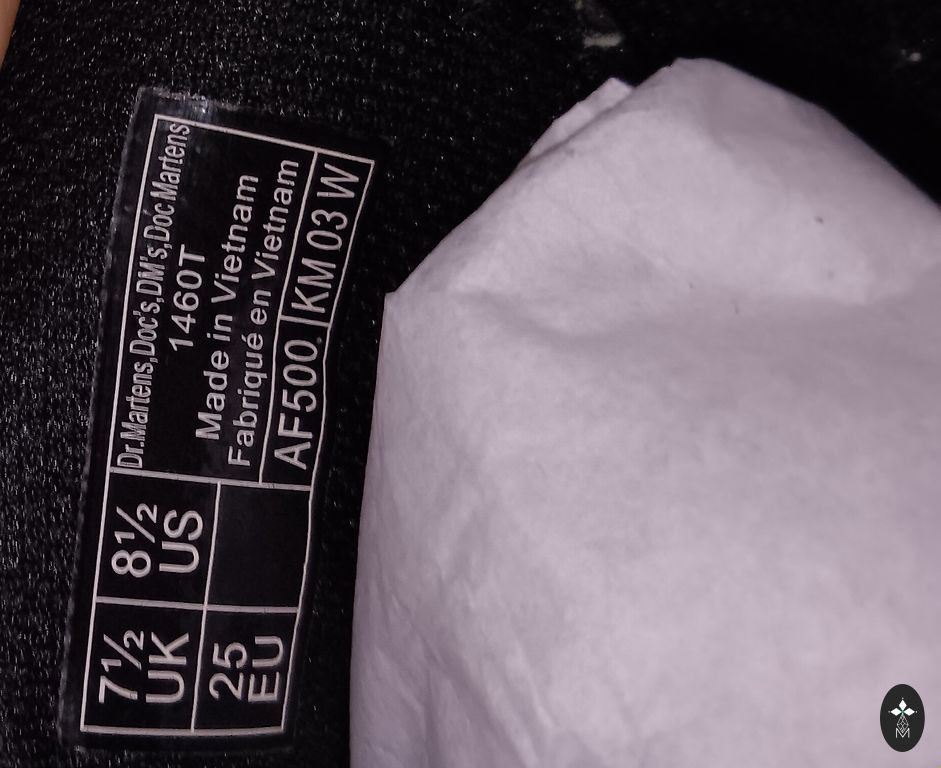 Dr.Martens,Doc's,DM's,Doc Martens
1460T
Made in Vietnam
Fabriqué en Vietnam
AF500 KM 03 W
7½ UK
8½ US
25 EU
M